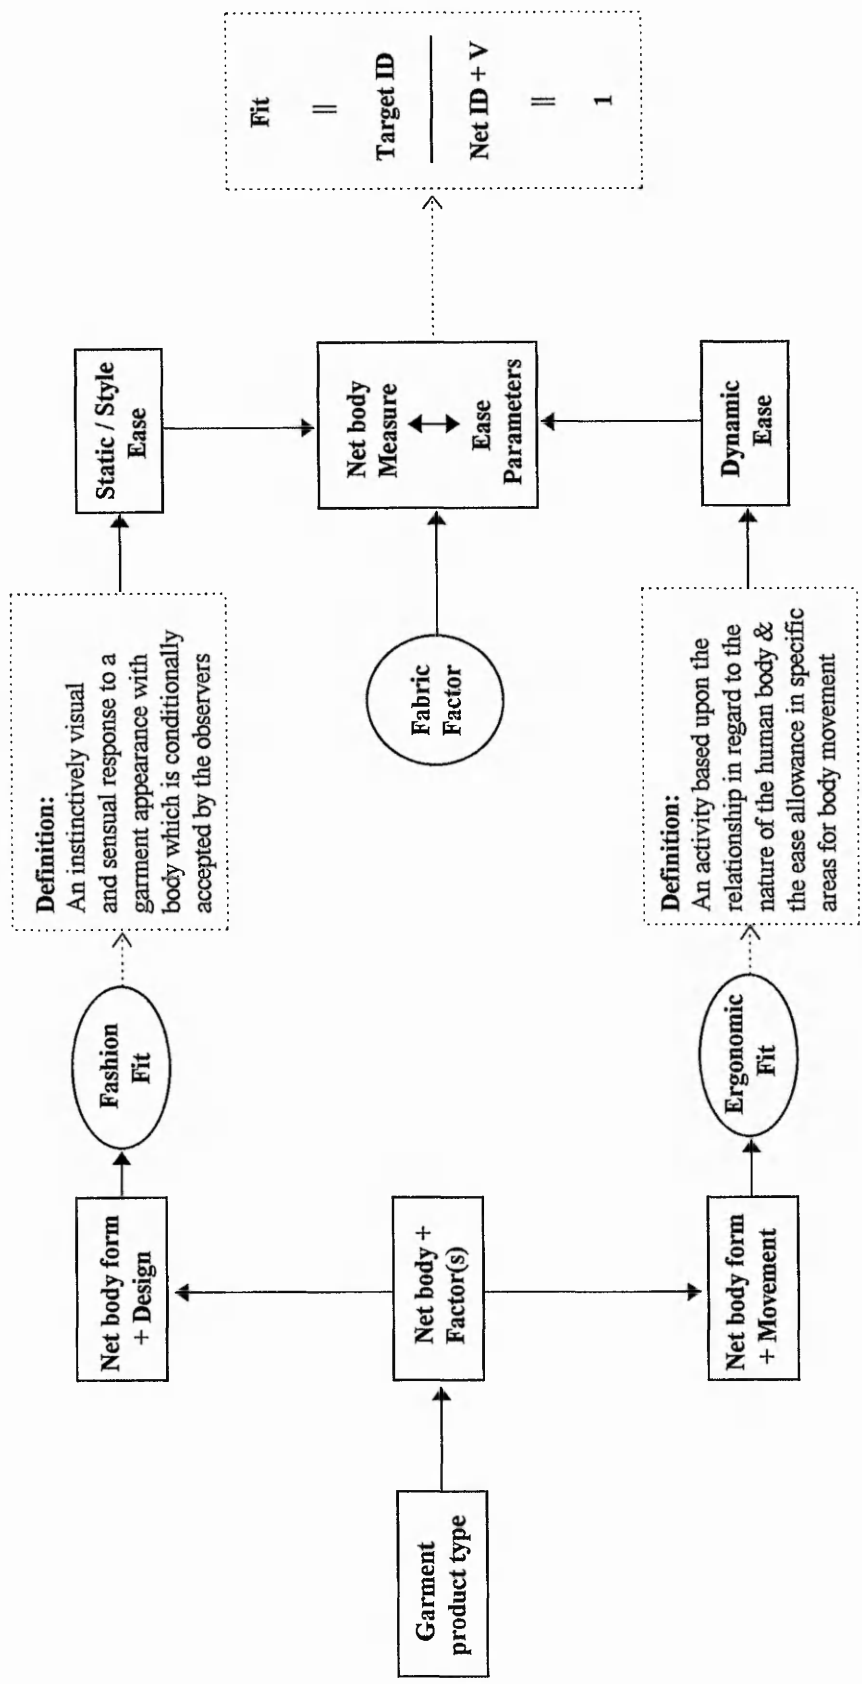 Garment
product type
Net body +
Factor(s)
Net body form
+ Design
Fashion
Fit
Definition:
An instinctively visual
and sensual response to a
garment appearance with
body which is conditionally
accepted by the observers
Static / Style
Ease
Net body form
+ Movement
Ergonomic
Fit
Definition:
An activity based upon the
relationship in regard to the
nature of the human body &
the ease allowance in specific
areas for body movement
Dynamic
Ease
Fabric
Factor
Net body
Measure
Ease
Parameters
Fit
=
Target ID
Net ID + V
=
1